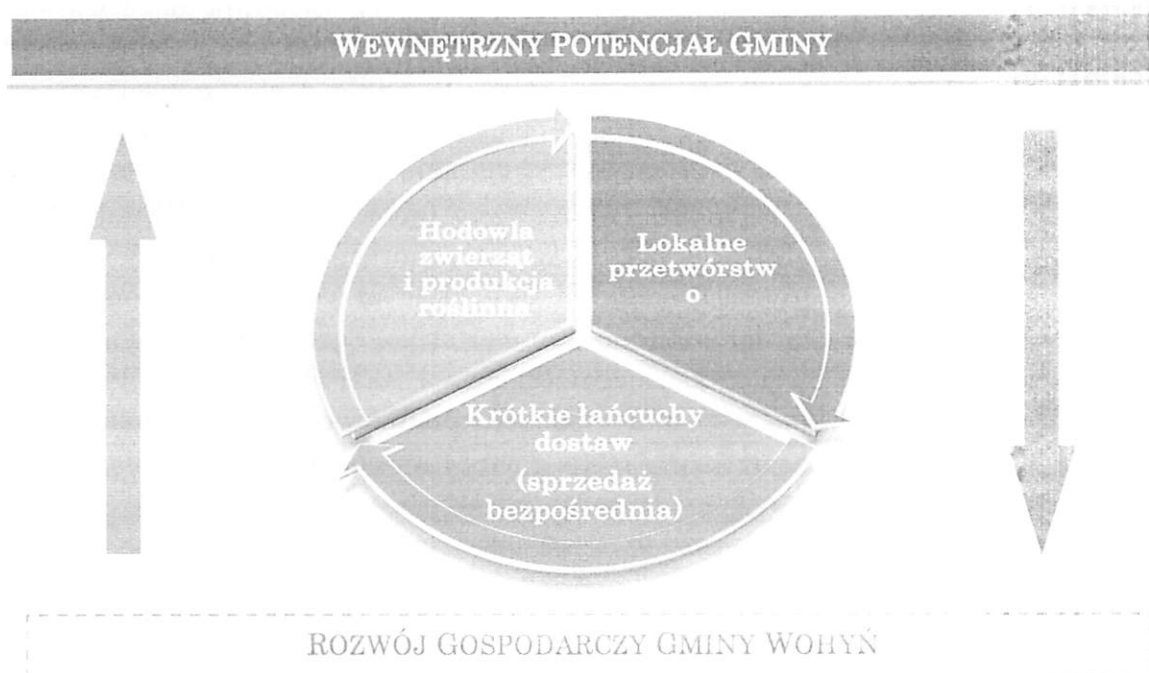 WEWNĘTRZNY POTENCJAŁ GMINY
Hodowla
zwierząt
i produkcja
roślinna
Lokalne
przetwórstw
o
Krótkie łańcuchy
dostaw
(sprzedaż
bezpośrednia)
ROZWÓJ GOSPODARCZY GMINY WOHYŃ